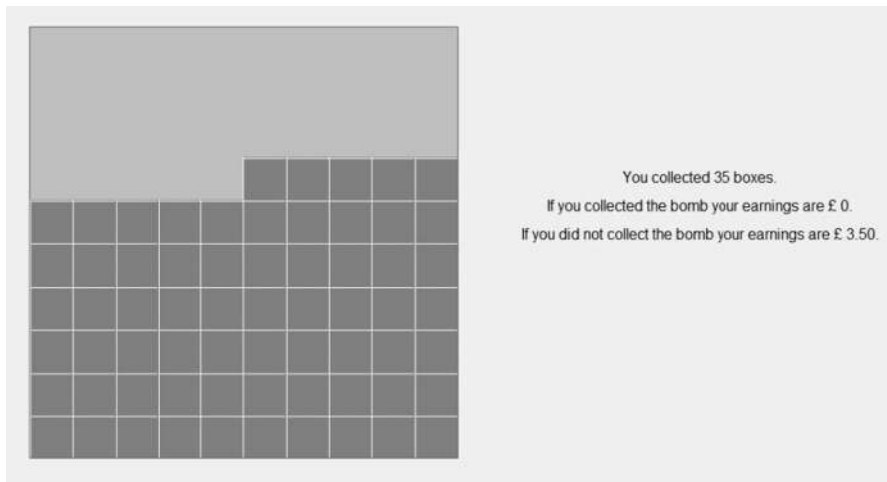 You collected 35 boxes.
If you collected the bomb your earnings are £ 0.
If you did not collect the bomb your earnings are £ 3.50.